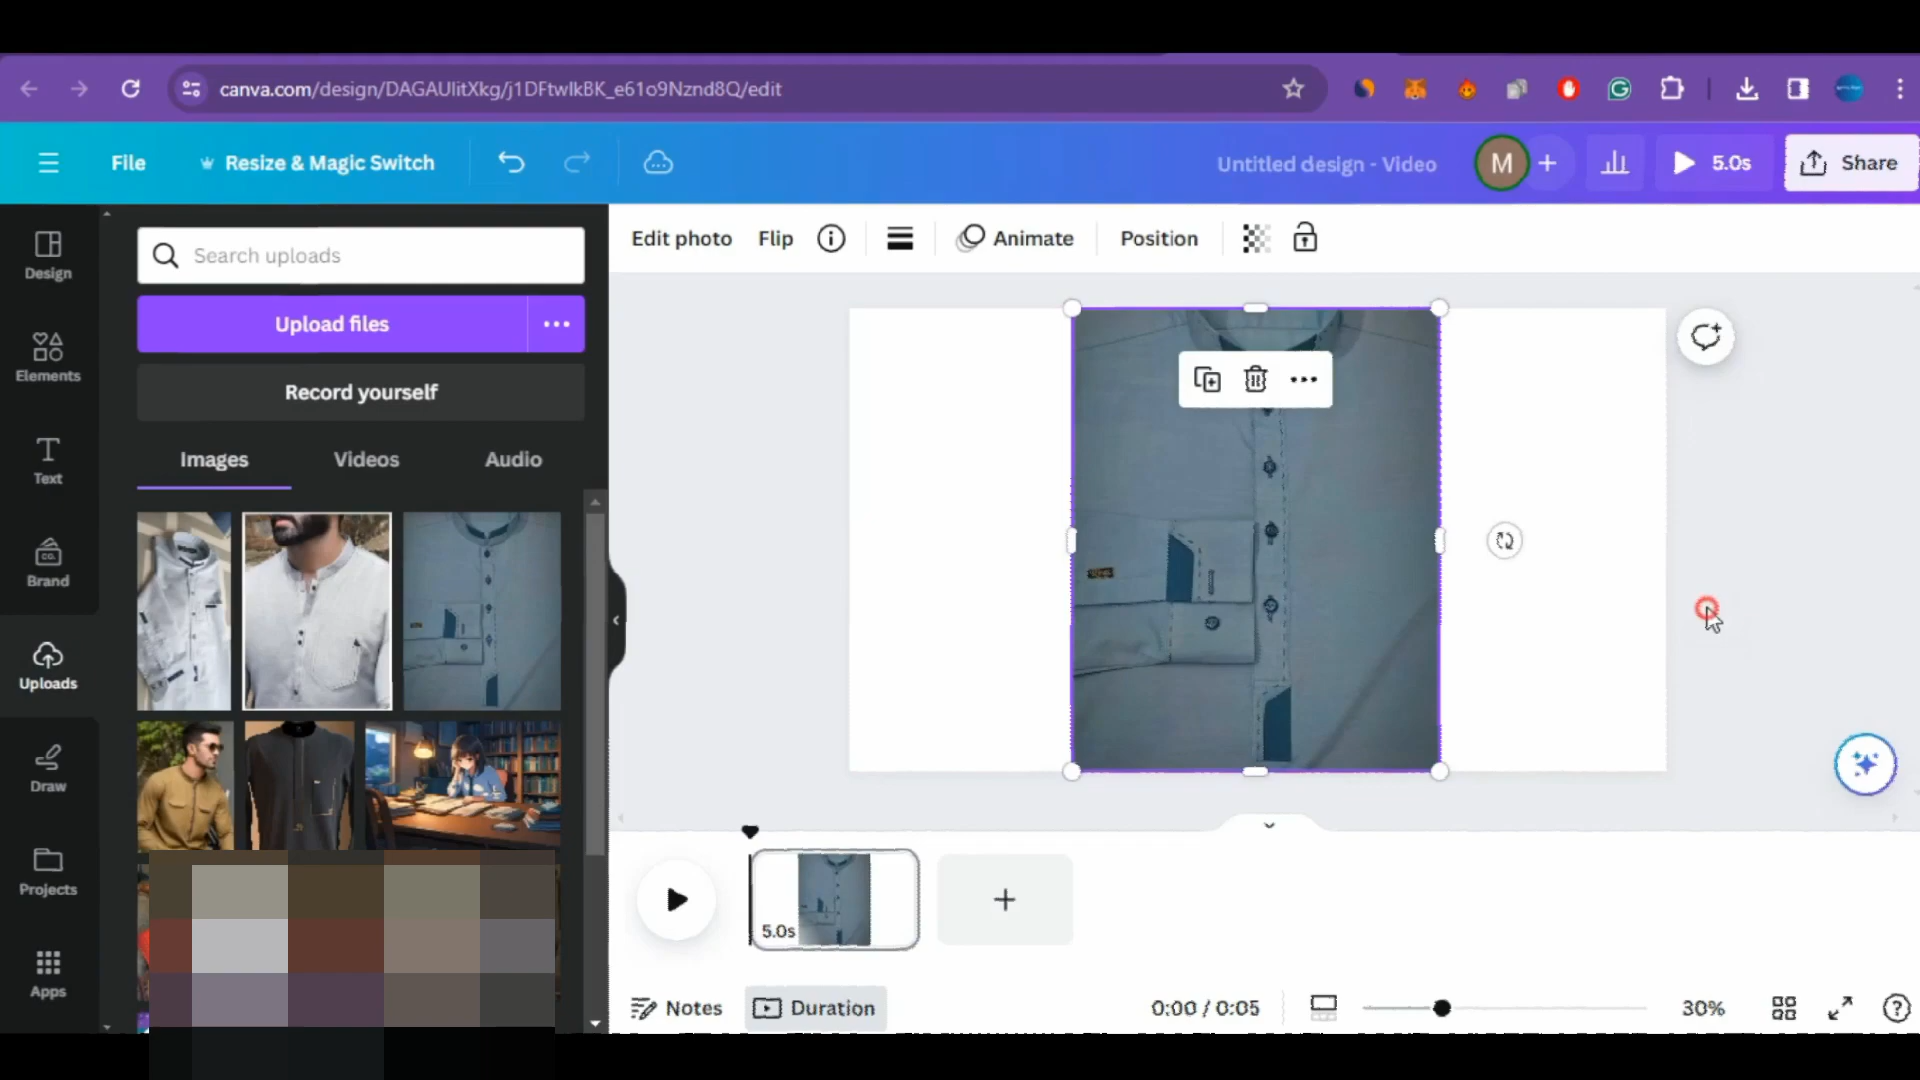 canva.com/design/DAGAUlitXkg/j1DFtwlkBK_e61o9Nznd8Q/edit
File
Resize & Magic Switch
Untitled design - Video
M
5.0s
Share
Design
Elements
Text
Brand
Uploads
Draw
Projects
Apps
Search uploads
Upload files
Record yourself
Images
Videos
Audio
Edit photo
Flip
Animate
Position
5.0s
Notes
Duration
0:00 / 0:05
30%